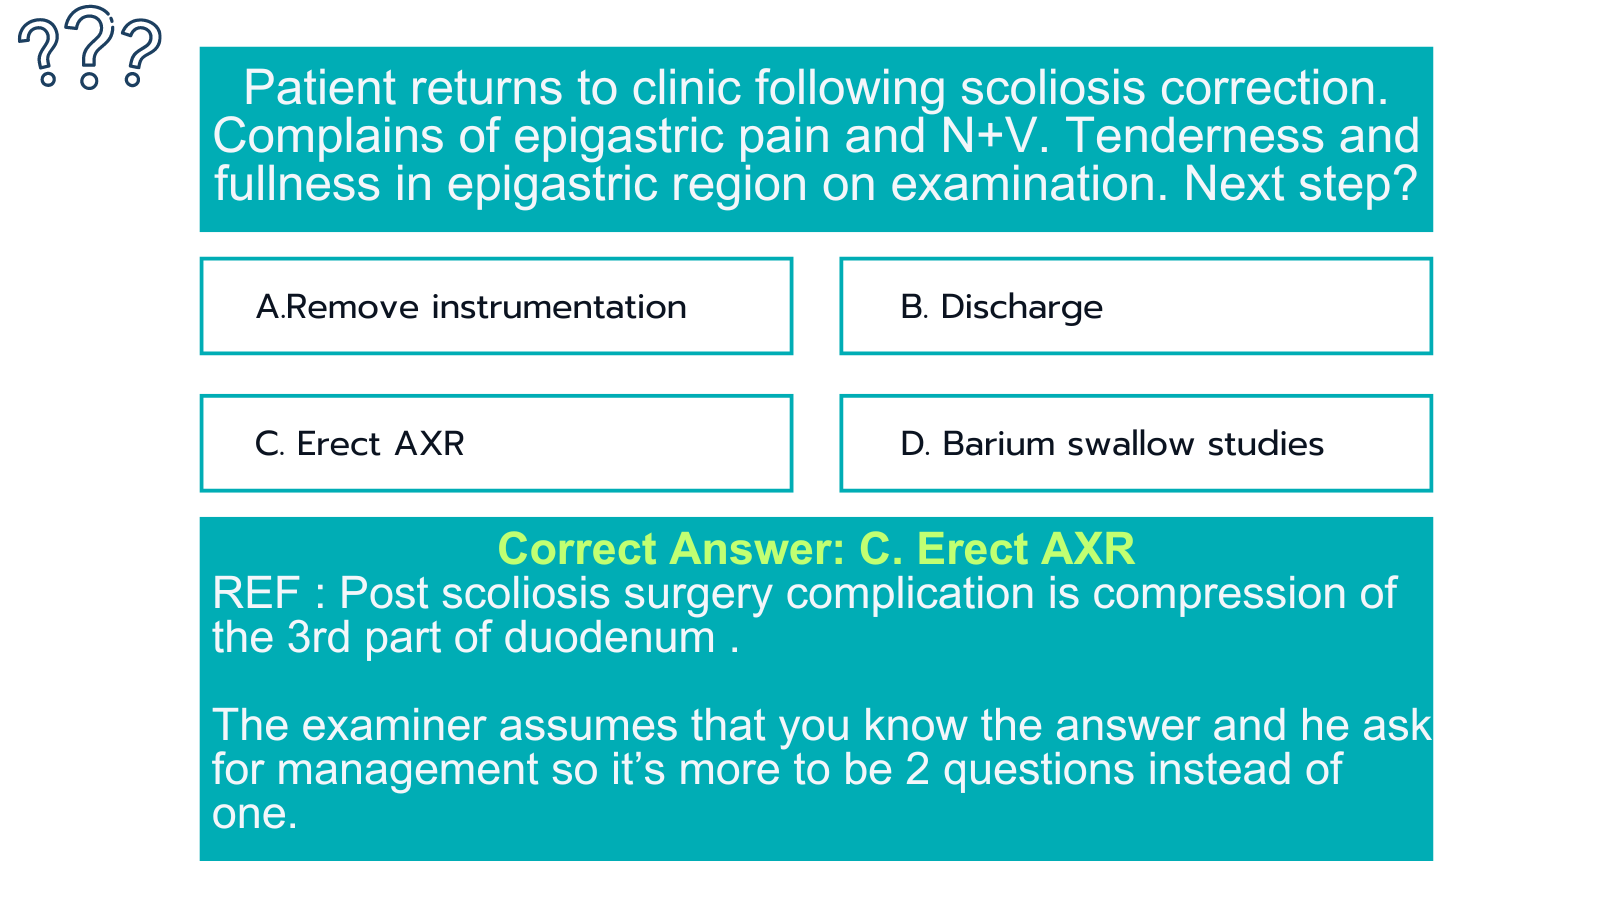 ???
Patient returns to clinic following scoliosis correction.
Complains of epigastric pain and N+V. Tenderness and
fullness in epigastric region on examination. Next step?
A.Remove instrumentation
B. Discharge
C. Erect AXR
D. Barium swallow studies
Correct Answer: C. Erect AXR
REF : Post scoliosis surgery complication is compression of
the 3rd part of duodenum .
The examiner assumes that you know the answer and he ask
for management so it’s more to be 2 questions instead of
one.